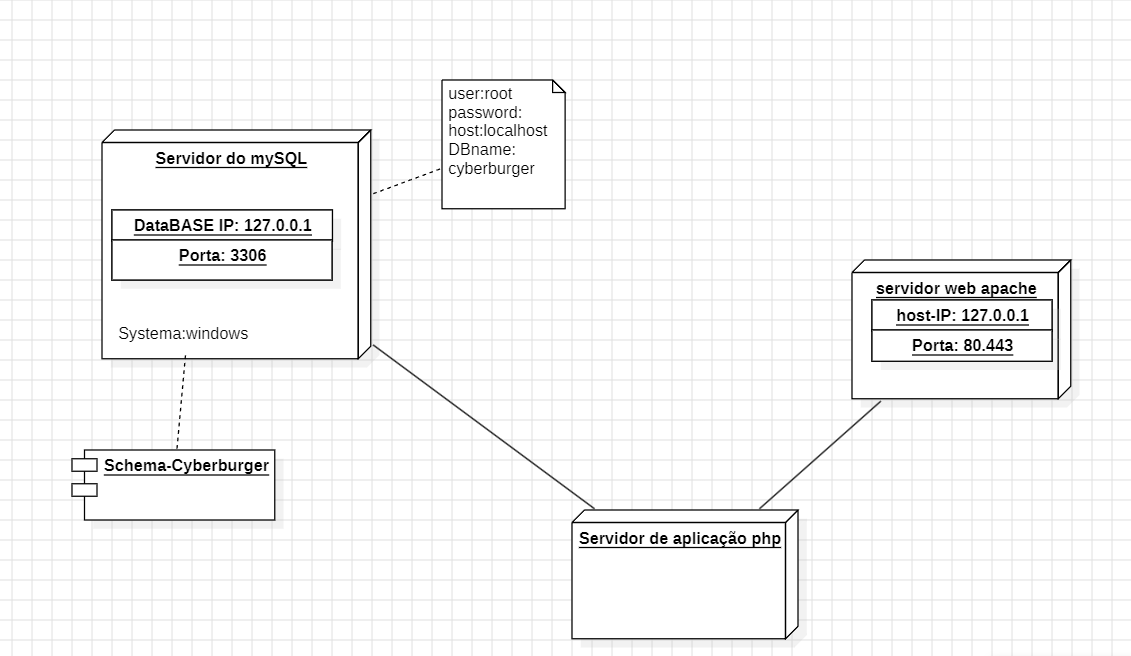 user:root
password:
host:localhost
DBname:
cyberburger
Servidor do mySQL
DataBASE IP: 127.0.0.1
Porta: 3306
Systema:windows
servidor web apache
host-IP: 127.0.0.1
Porta: 80.443
Schema-Cyberburger
Servidor de aplicação php